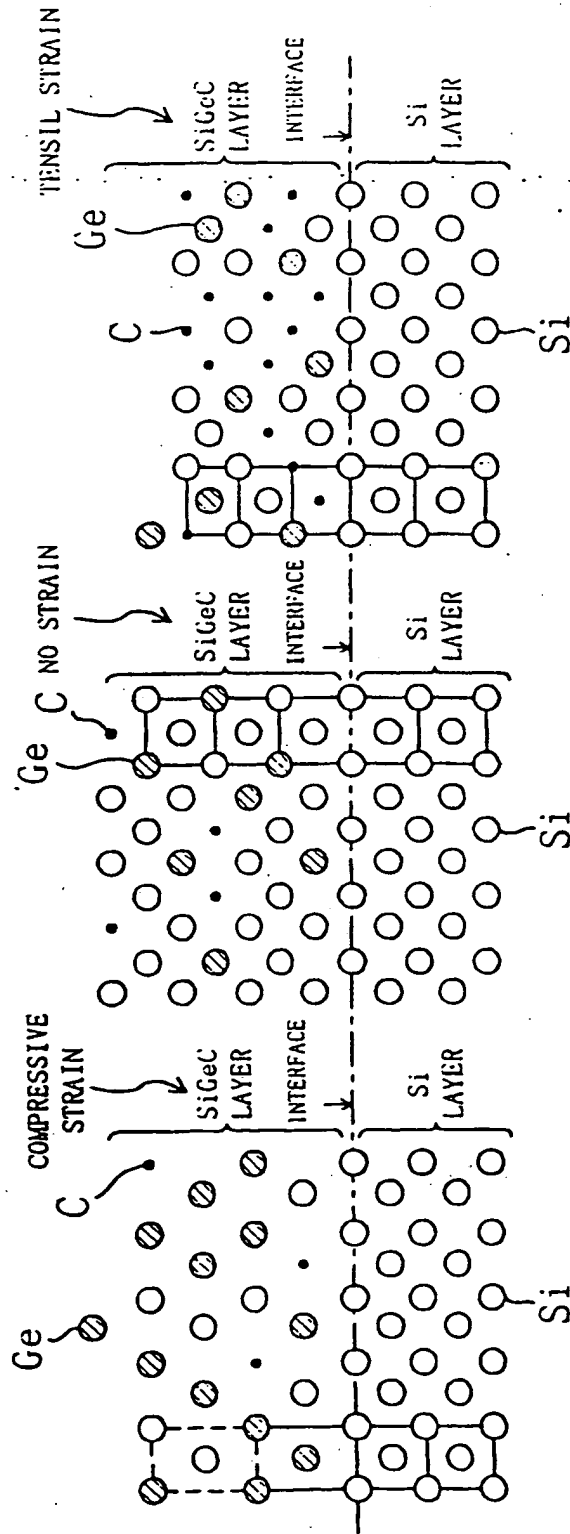 Ge
C
COMPRESSIVE
STRAIN
SiGeC
LAYER
INTERFACE
Si
LAYER
Si
Ge
C
NO STRAIN
SiGeC
LAYER
INTERFACE
Si
LAYER
Si
C
Ge
TENSIL STRAIN
SiGeC
LAYER
INTERFACE
Si
LAYER
Si